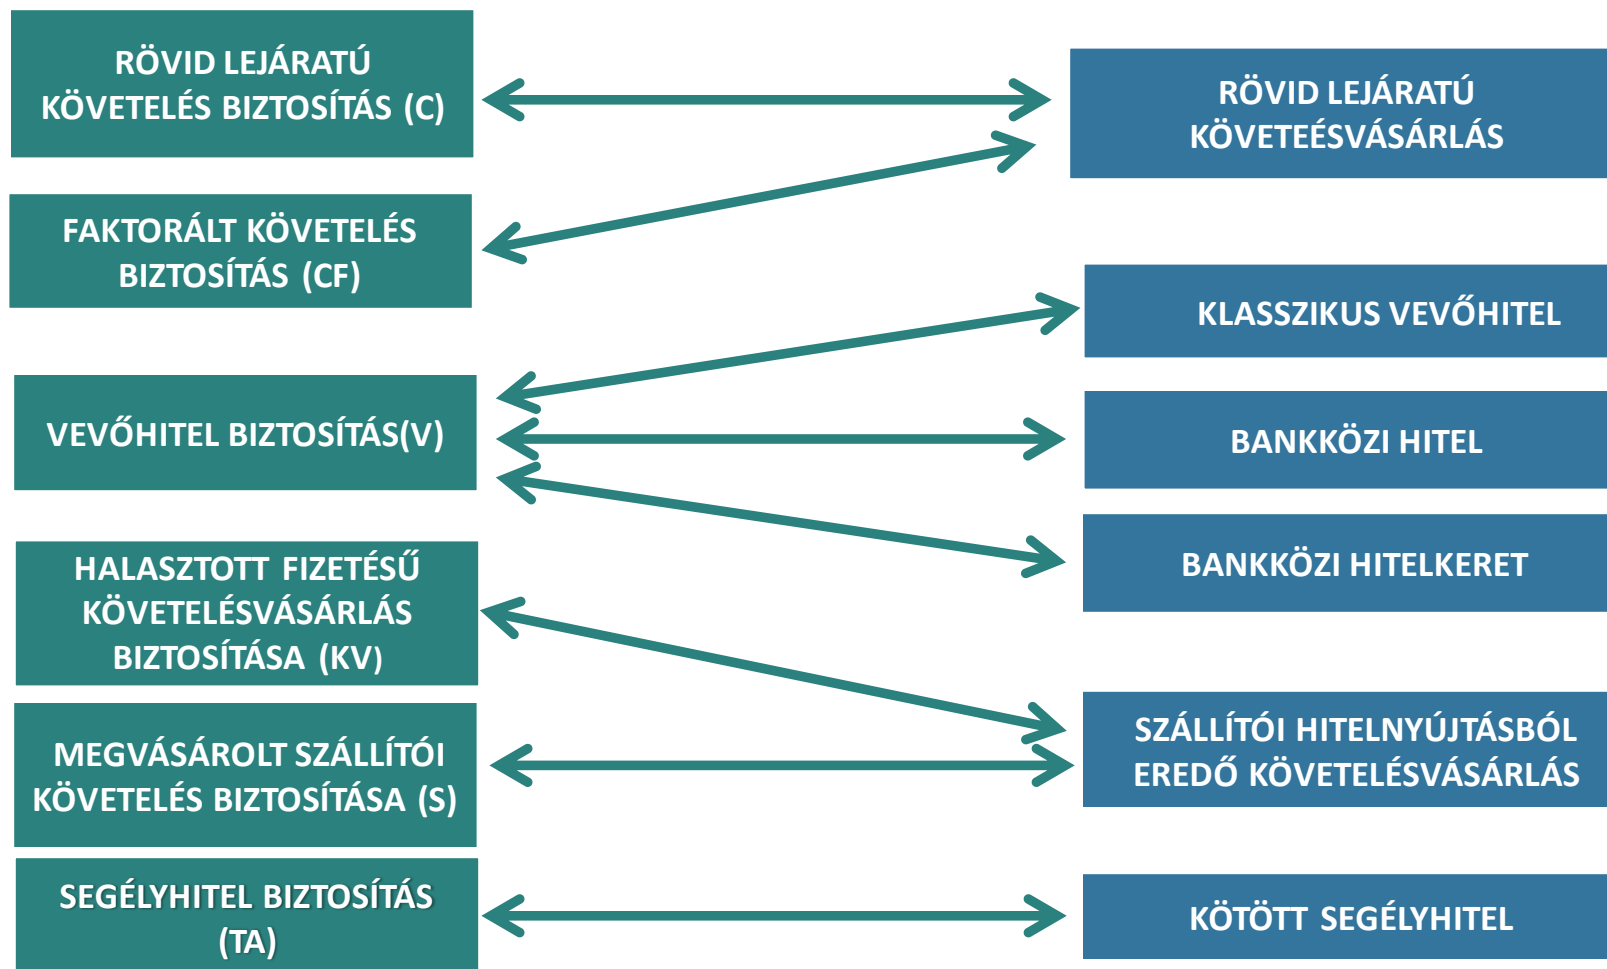 RÖVID LEJÁRATÚ
KÖVETELÉS BIZTOSÍTÁS (C)
FAKTORÁLT KÖVETELÉS
BIZTOSÍTÁS (CF)
VEVŐHITEL BIZTOSÍTÁS(V)
HALASZTOTT FIZETÉSŰ
KÖVETELÉSVÁSÁRLÁS
BIZTOSÍTÁSA (KV)
MEGVÁSÁROLT SZÁLLÍTÓI
KÖVETELÉS BIZTOSÍTÁSA (S)
SEGÉLYHITEL BIZTOSÍTÁS
(TA)
RÖVID LEJÁRATÚ
KÖVETEÉSVÁSÁRLÁS
KLASSZIKUS VEVŐHITEL
BANKKÖZI HITEL
BANKKÖZI HITELKERET
SZÁLLÍTÓI HITELNYÚJTÁSBÓL
EREDŐ KÖVETELÉSVÁSÁRLÁS
KÖTÖTT SEGÉLYHITEL